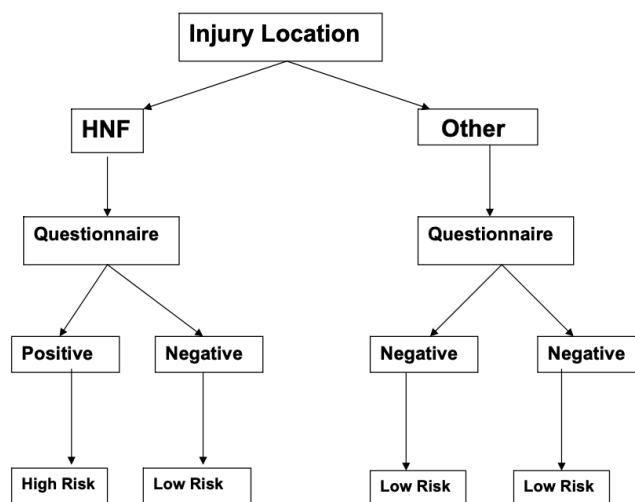 Injury Location
HNF
Other
Questionnaire
Questionnaire
Positive
Negative
Negative
Negative
High Risk
Low Risk
Low Risk
Low Risk